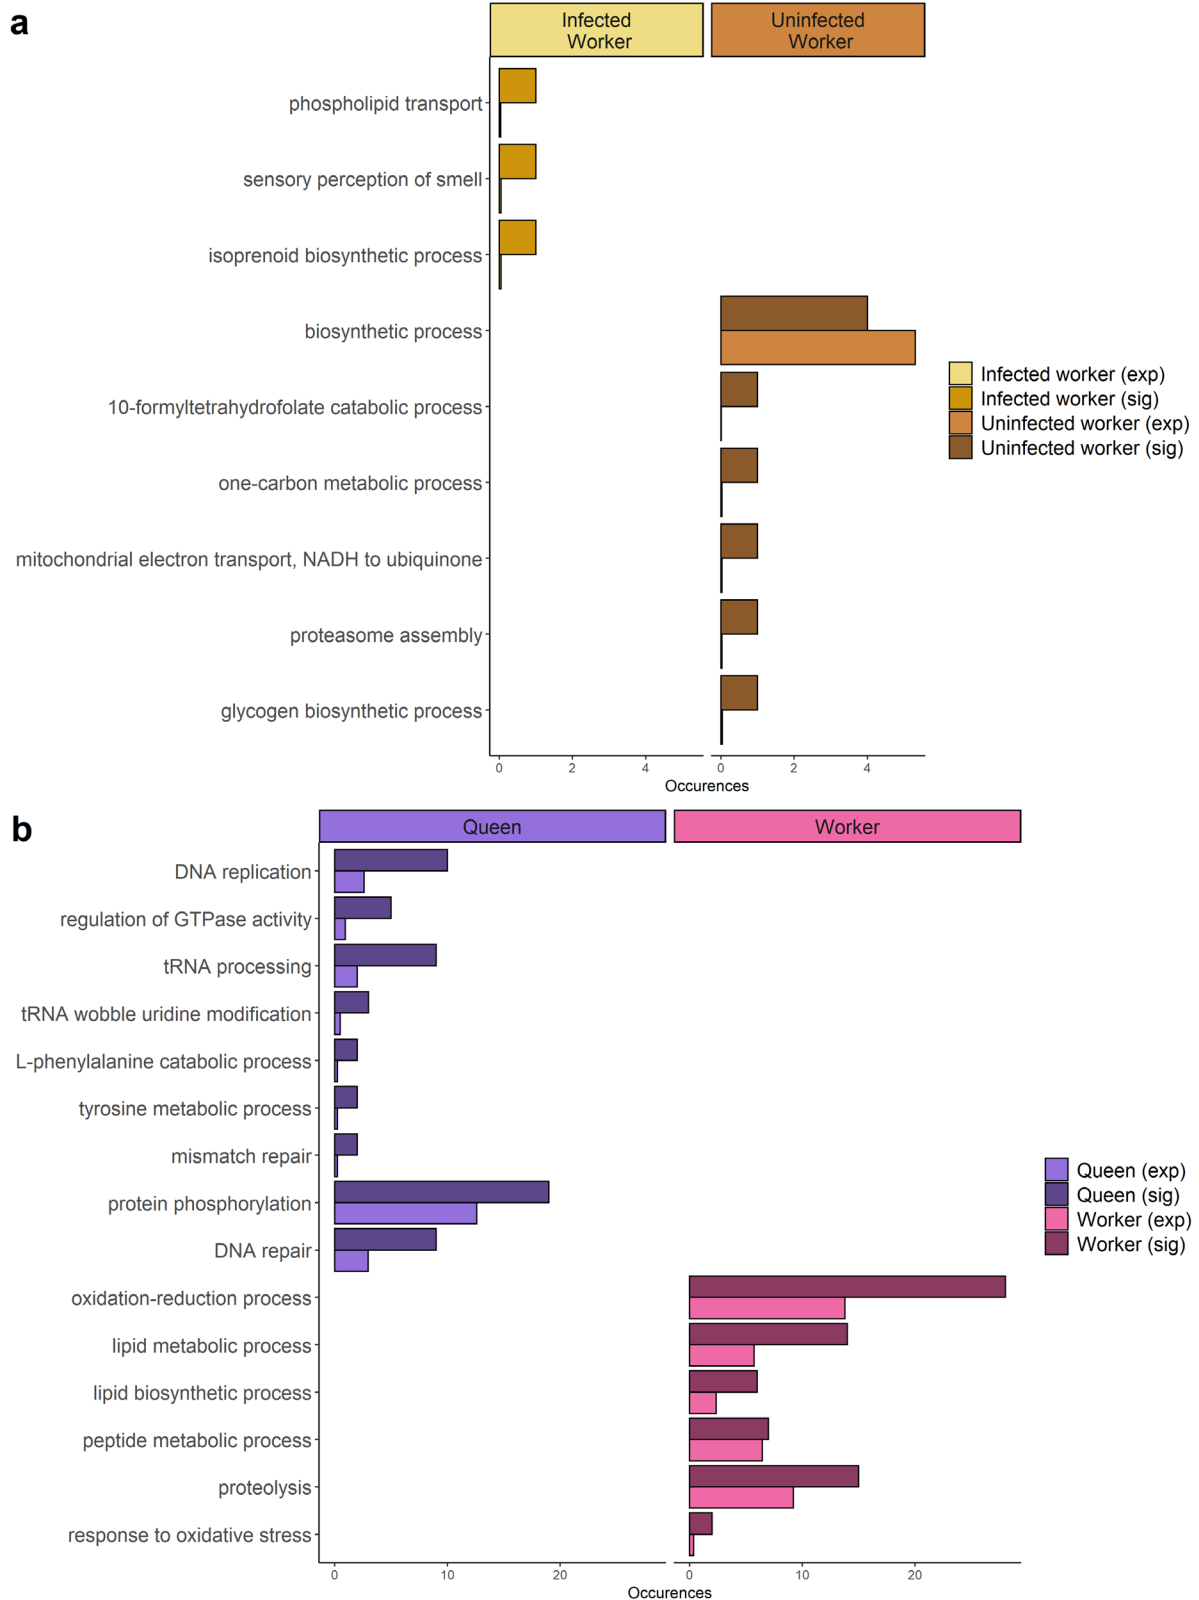 a
Infected
Worker
Uninfected
Worker
phospholipid transport
sensory perception of smell
isoprenoid biosynthetic process
biosynthetic process
10-formyltetrahydrofolate catabolic process
one-carbon metabolic process
mitochondrial electron transport, NADH to ubiquinone
proteasome assembly
glycogen biosynthetic process
0 2 4
0 2 4
Occurences
Infected worker (exp)
Infected worker (sig)
Uninfected worker (exp)
Uninfected worker (sig)
b
Queen
Worker
DNA replication
regulation of GTPase activity
tRNA processing
tRNA wobble uridine modification
L-phenylalanine catabolic process
tyrosine metabolic process
mismatch repair
protein phosphorylation
DNA repair
oxidation-reduction process
lipid metabolic process
lipid biosynthetic process
peptide metabolic process
proteolysis
response to oxidative stress
0 10 20
0 10 20
Occurences
Queen (exp)
Queen (sig)
Worker (exp)
Worker (sig)